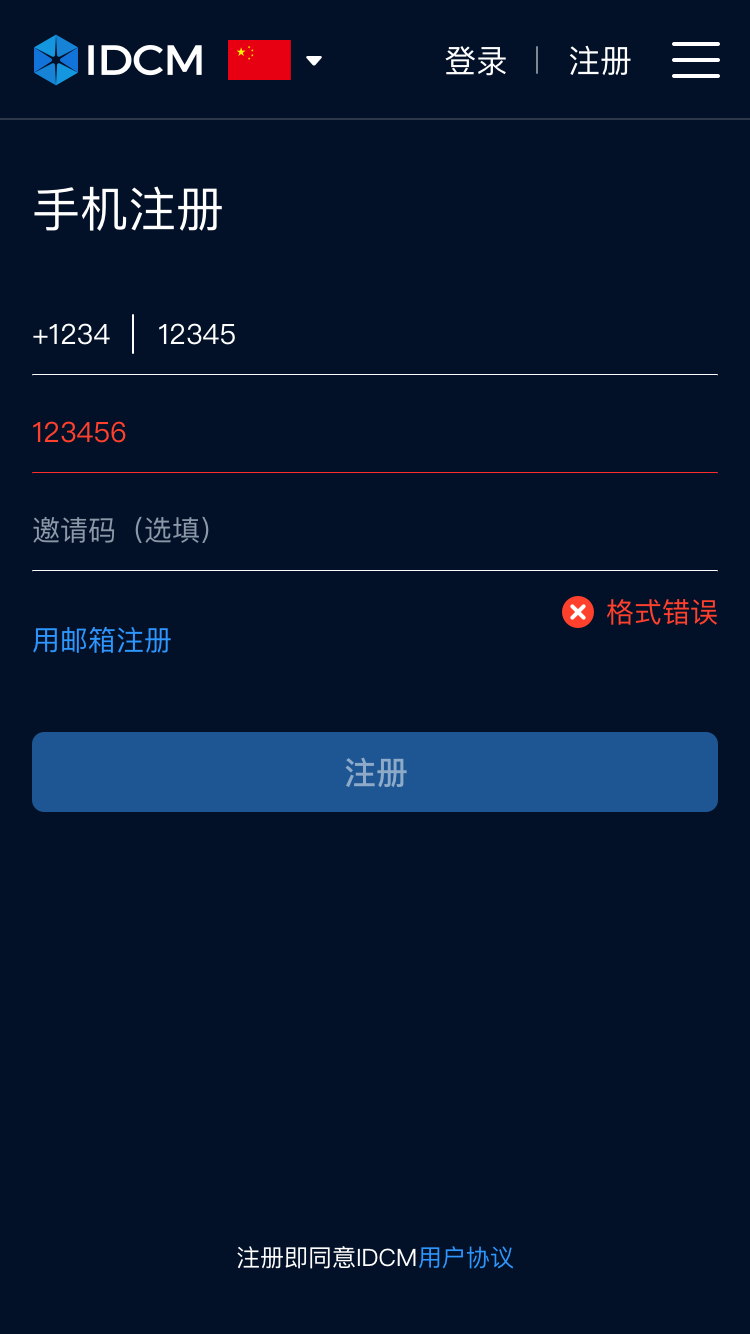 IDCM 登录 注册
手机注册
+1234 12345
123456
邀请码（选填）
格式错误
用邮箱注册
注册
注册即同意IDCM用户协议